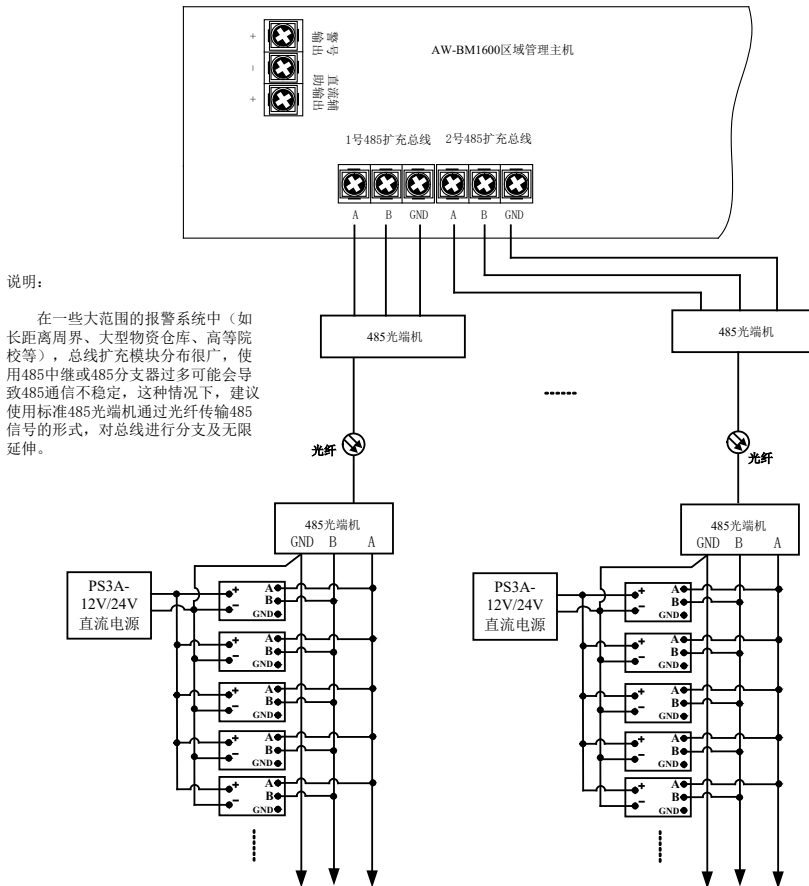 +
警号
输出
−
直流辅
助输出
+
AW-BM1600区域管理主机
1号485扩充总线 2号485扩充总线
A B GND A B GND
说明：
在一些大范围的报警系统中（如
长距离周界、大型物资仓库、高等院
校等），总线扩充模块分布很广，使
用485中继或485分支器过多可能会导
致485通信不稳定，这种情况下，建议
使用标准485光端机通过光纤传输485
信号的形式，对总线进行分支及无限
延伸。
485光端机
光纤
485光端机
GND B A
PS3A-
12V/24V
直流电源
+ A
− B
GND
+ A
− B
GND
+ A
− B
GND
+ A
− B
GND
+ A
− B
GND
485光端机
光纤
485光端机
GND B A
PS3A-
12V/24V
直流电源
+ A
− B
GND
+ A
− B
GND
+ A
− B
GND
+ A
− B
GND
+ A
− B
GND